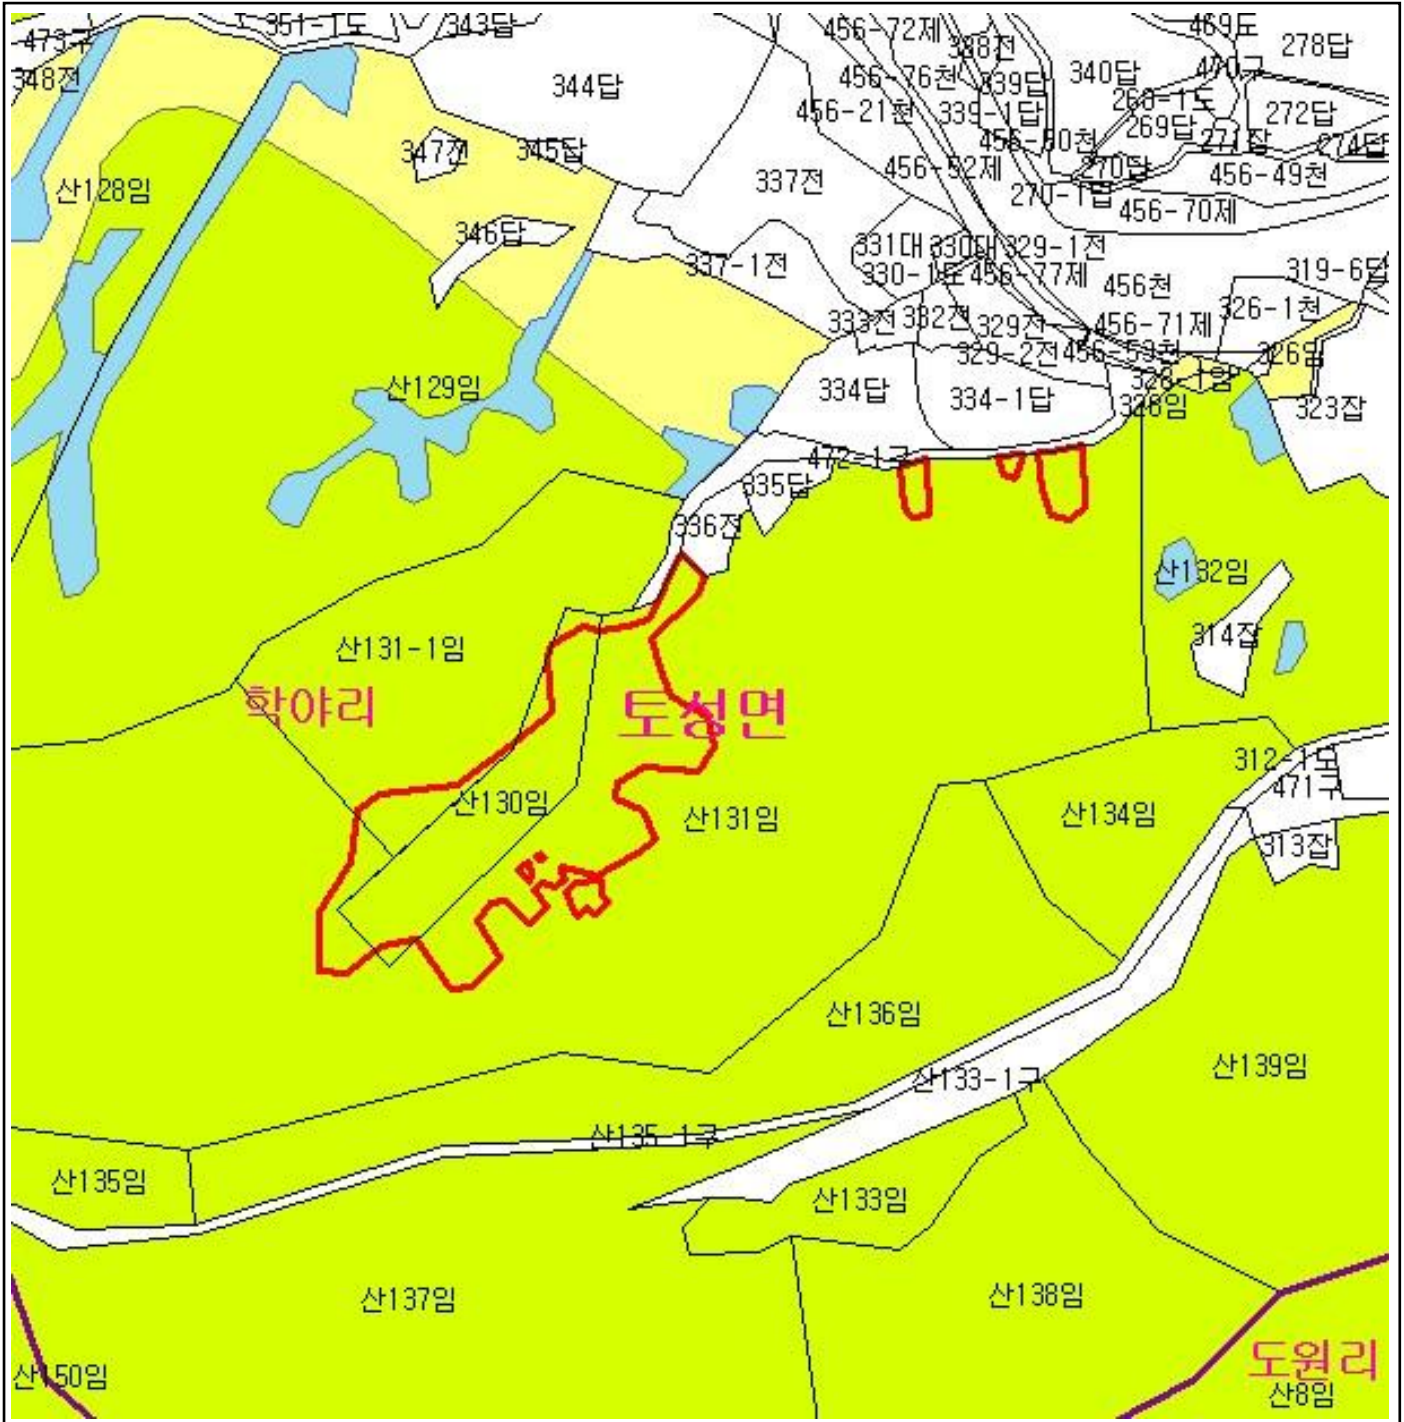 351-1도
343답
456-72제
469도
473구
338전
278답
348전
344답
456-76천
339답
340답
470구
456-21천
339-1답
268-1도
272답
269답
347전
345답
456-50천
271잡
274답
산128임
337전
456-52제
270답
456-49천
270-1답
456-70제
346답
331대
330대
329-1전
337-1전
330-1도
456-77제
456천
319-6답
326-1천
333전
332전
329전
456-71제
329-2전
456-53천
326임
산129임
334답
334-1답
328-1임
328임
323잡
472-1구
335답
336전
산132임
314잡
산131-1임
학야리
토성면
312-1도
471구
산130임
산131임
산134임
313잡
산136임
산139임
산133-1구
산135-1구
산135임
산133임
산137임
산138임
도원리
산150임
산8임